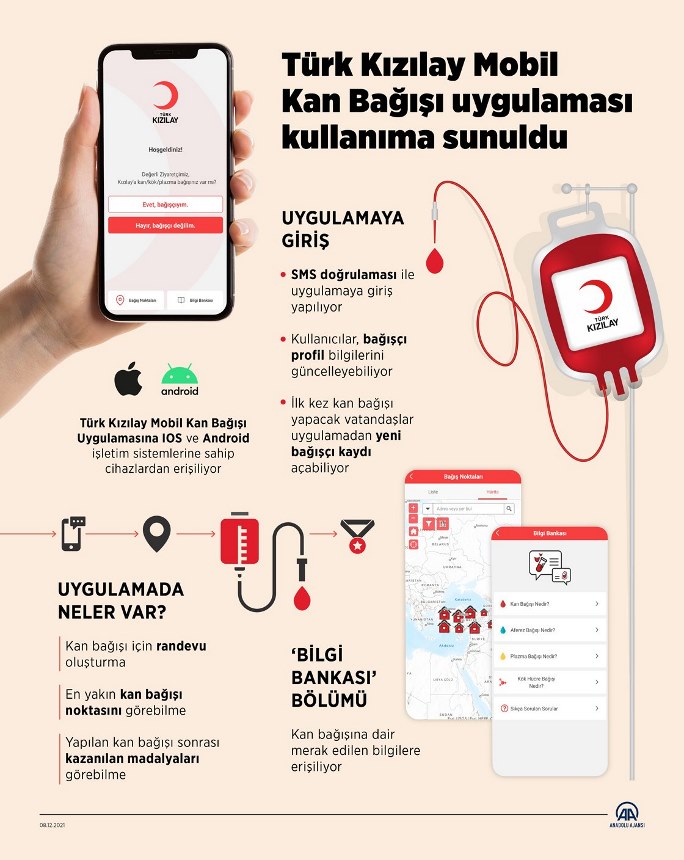 Türk Kızılay Mobil
Kan Bağışı uygulaması
kullanıma sunuldu
TÜRK
KIZILAY
Hoşgeldiniz!
Değerli Ziyaretçimiz,
Kızılay'a kan/kök/plazma bağışınız var mı?
Evet, bağışçıyım.
Hayır, bağışçı değilim.
Bağış Noktaları
Bilgi Bankası
android
Türk Kızılay Mobil Kan Bağışı
Uygulamasına IOS ve Android
işletim sistemlerine sahip
cihazlardan erişiliyor
UYGULAMAYA
GİRİŞ
• SMS doğrulaması ile
uygulamaya giriş
yapılıyor
• Kullanıcılar, bağışçı
profil bilgilerini
güncelleyebiliyor
• İlk kez kan bağışı
yapacak vatandaşlar
uygulamadan yeni
bağışçı kaydı
açabiliyor
TÜRK
KIZILAY
UYGULAMADA
NELER VAR?
Kan bağışı için randevu
oluşturma
En yakın kan bağışı
noktasını görebilme
Yapılan kan bağışı sonrası
kazanılan madalyaları
görebilme
'BİLGİ
BANKASI'
BÖLÜMÜ
Kan bağışına dair
merak edilen bilgilere
erişiliyor
Bağış Noktaları
Liste
Harita
Bilgi Bankası
Kan Bağışı Nedir?
Aferez Bağışı Nedir?
Plazma Bağışı Nedir?
Kök Hücre Bağışı
Nedir?
Sıkça Sorulan Sorular
08.12.2021
AA
ANADOLU AJANSI